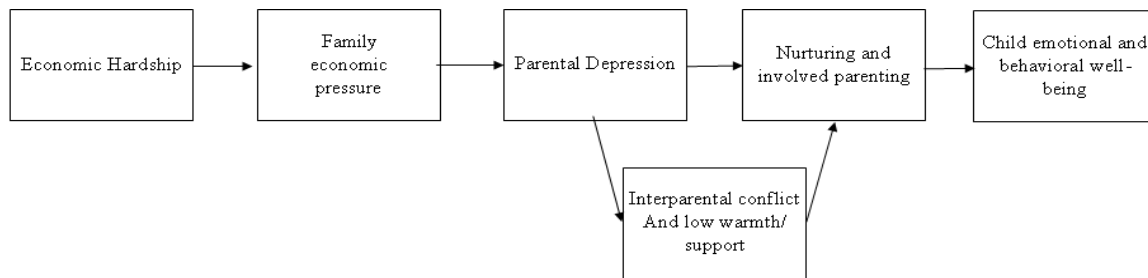 Economic Hardship
Family
economic
pressure
Parental Depression
Nurturing and
involved parenting
Child emotional and
behavioral well-
being
Interparental conflict
And low warmth/
support